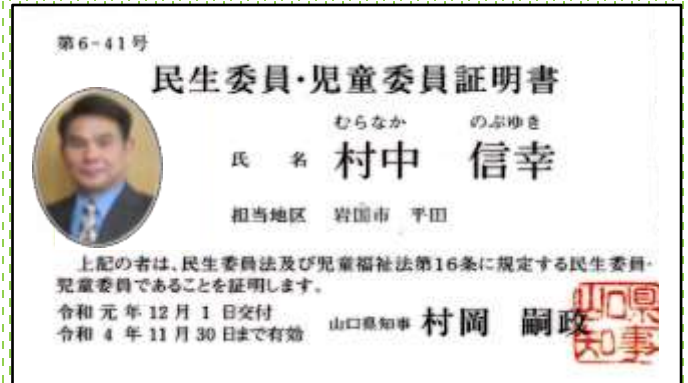 第6-41号
民生委員・児童委員証明書
むらなか のぶゆき
氏 名 村中 信幸
担当地区 岩国市 平田
上記の者は、民生委員法及び児童福祉法第16条に規定する民生委員・
児童委員であることを証明します。
令和 元 年 12 月 1 日交付
令和 4 年 11 月 30 日まで有効
山口県知事 村岡 嗣政
山口県
知事